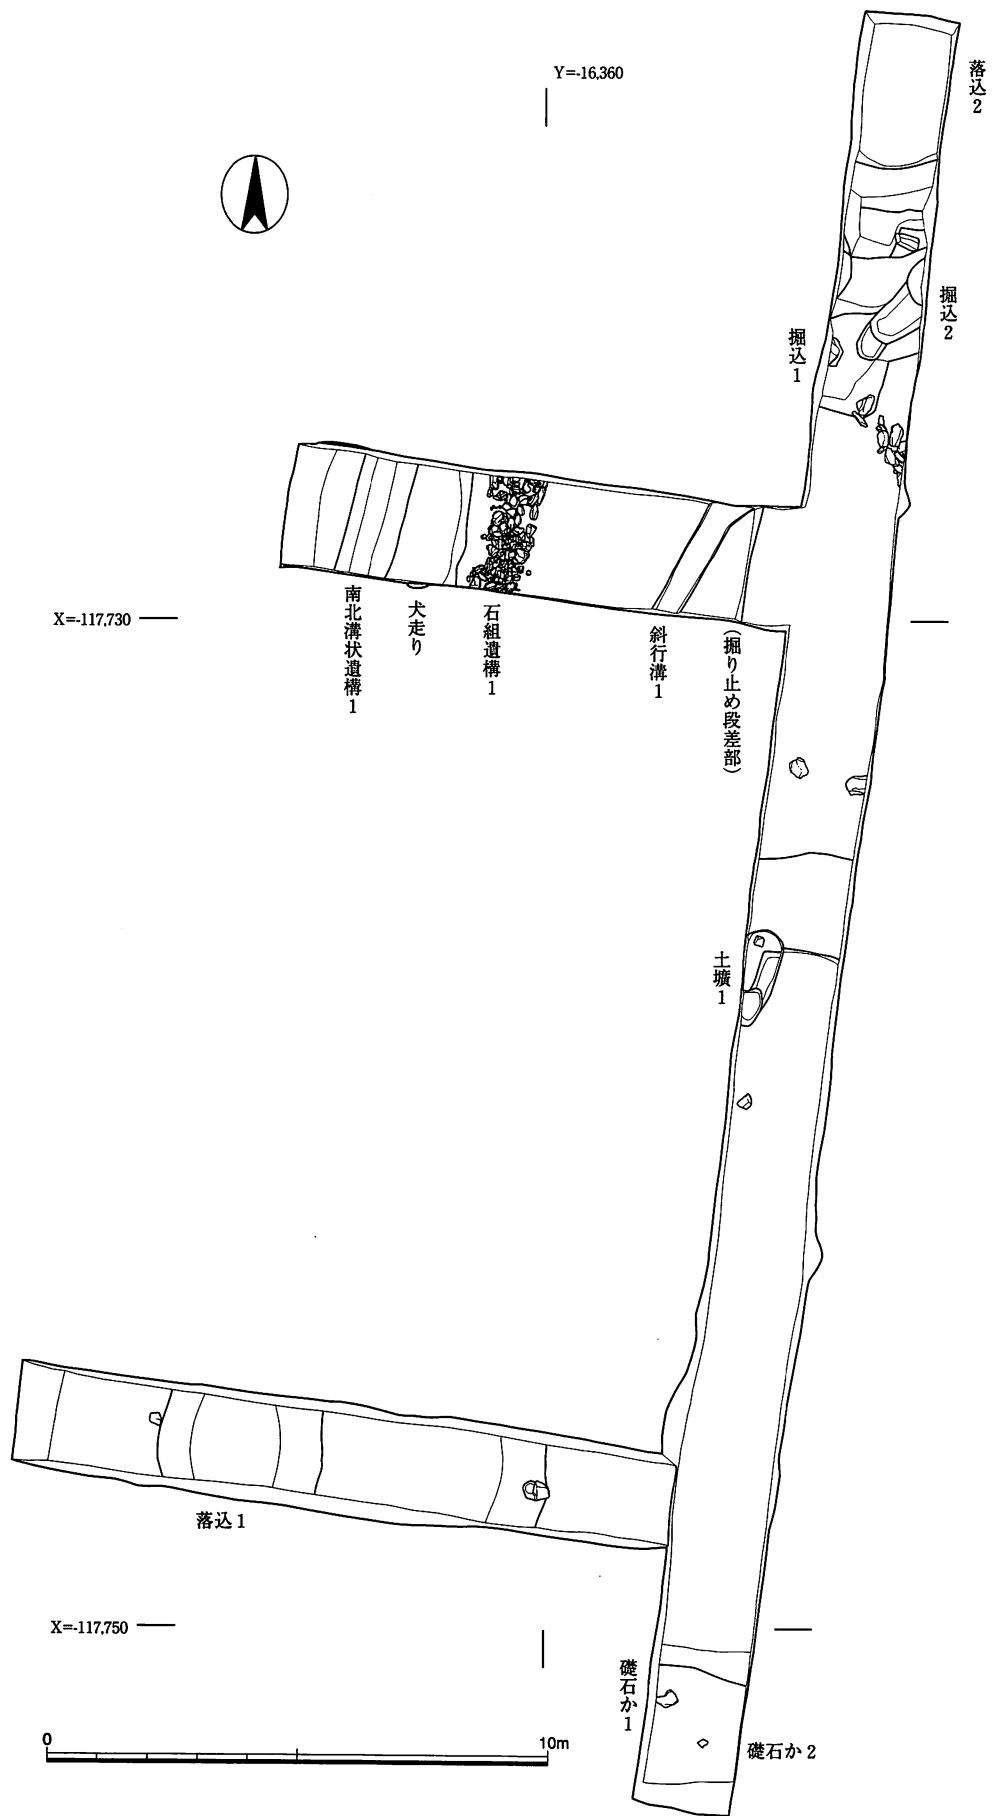 Y=-16,360
落込2
掘込2
掘込1
X=-117,730
南北溝状遺構1
犬走り
石組遺構1
斜行溝1
(掘り止め段差部)
土壙1
落込1
X=-117,750
礎石か1
礎石か2
0
10m